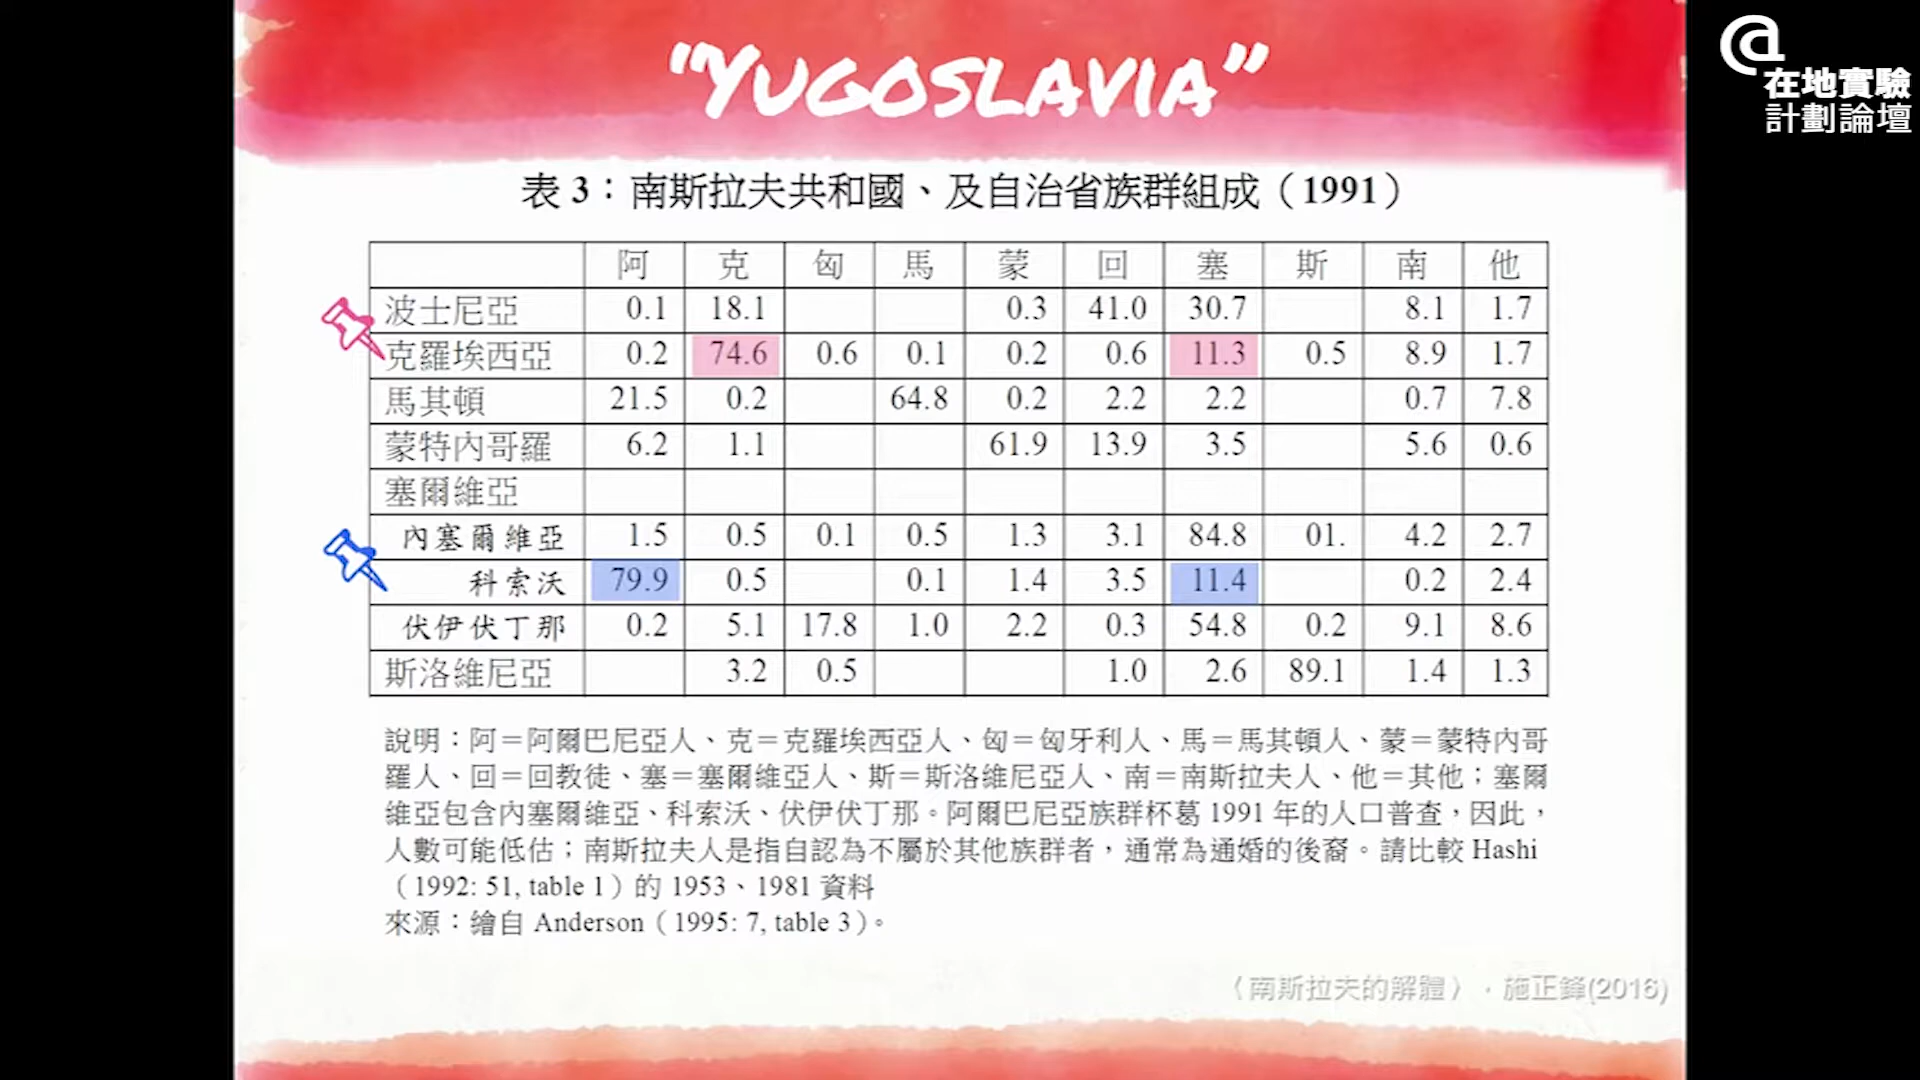 “YUGOSLAVIA”
@
在地實驗
計劃論壇
表 3：南斯拉夫共和國、及自治省族群組成（1991）
阿 克 匈 馬 蒙 回 塞 斯 南 他
波士尼亞 0.1 18.1 0.3 41.0 30.7 8.1 1.7
克羅埃西亞 0.2 74.6 0.6 0.1 0.2 0.6 11.3 0.5 8.9 1.7
馬其頓 21.5 0.2 64.8 0.2 2.2 2.2 0.7 7.8
蒙特內哥羅 6.2 1.1 61.9 13.9 3.5 5.6 0.6
塞爾維亞
內塞爾維亞 1.5 0.5 0.1 0.5 1.3 3.1 84.8 01. 4.2 2.7
科索沃 79.9 0.5 0.1 1.4 3.5 11.4 0.2 2.4
伏伊伏丁那 0.2 5.1 17.8 1.0 2.2 0.3 54.8 0.2 9.1 8.6
斯洛維尼亞 3.2 0.5 1.0 2.6 89.1 1.4 1.3
說明：阿＝阿爾巴尼亞人、克＝克羅埃西亞人、匈＝匈牙利人、馬＝馬其頓人、蒙＝蒙特內哥
羅人、回＝回教徒、塞＝塞爾維亞人、斯＝斯洛維尼亞人、南＝南斯拉夫人、他＝其他；塞爾
維亞包含內塞爾維亞、科索沃、伏伊伏丁那。阿爾巴尼亞族群杯葛 1991 年的人口普查，因此，
人數可能低估；南斯拉夫人是指自認為不屬於其他族群者，通常為通婚的後裔。請比較 Hashi
（1992: 51, table 1）的 1953、1981 資料
來源：繪自 Anderson（1995: 7, table 3）。
〈南斯拉夫的解體〉，施正鋒(2016)